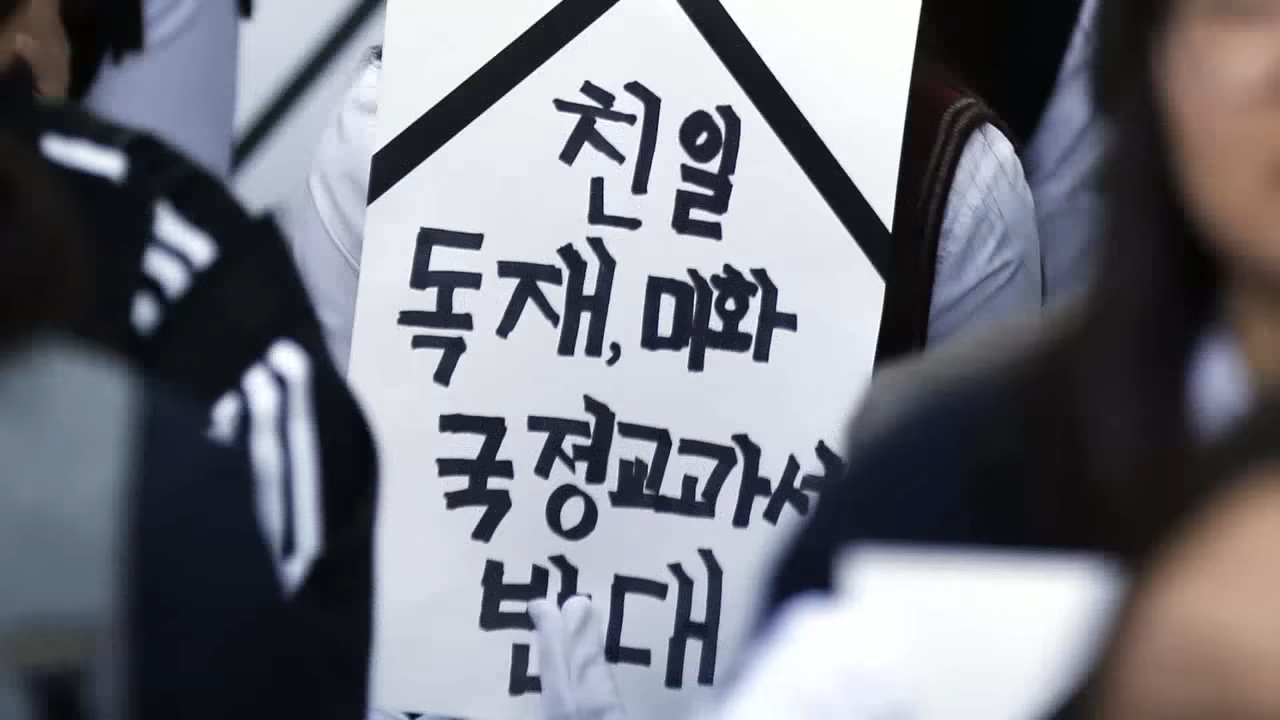 친일
독재, 미화
국정교과서
반대